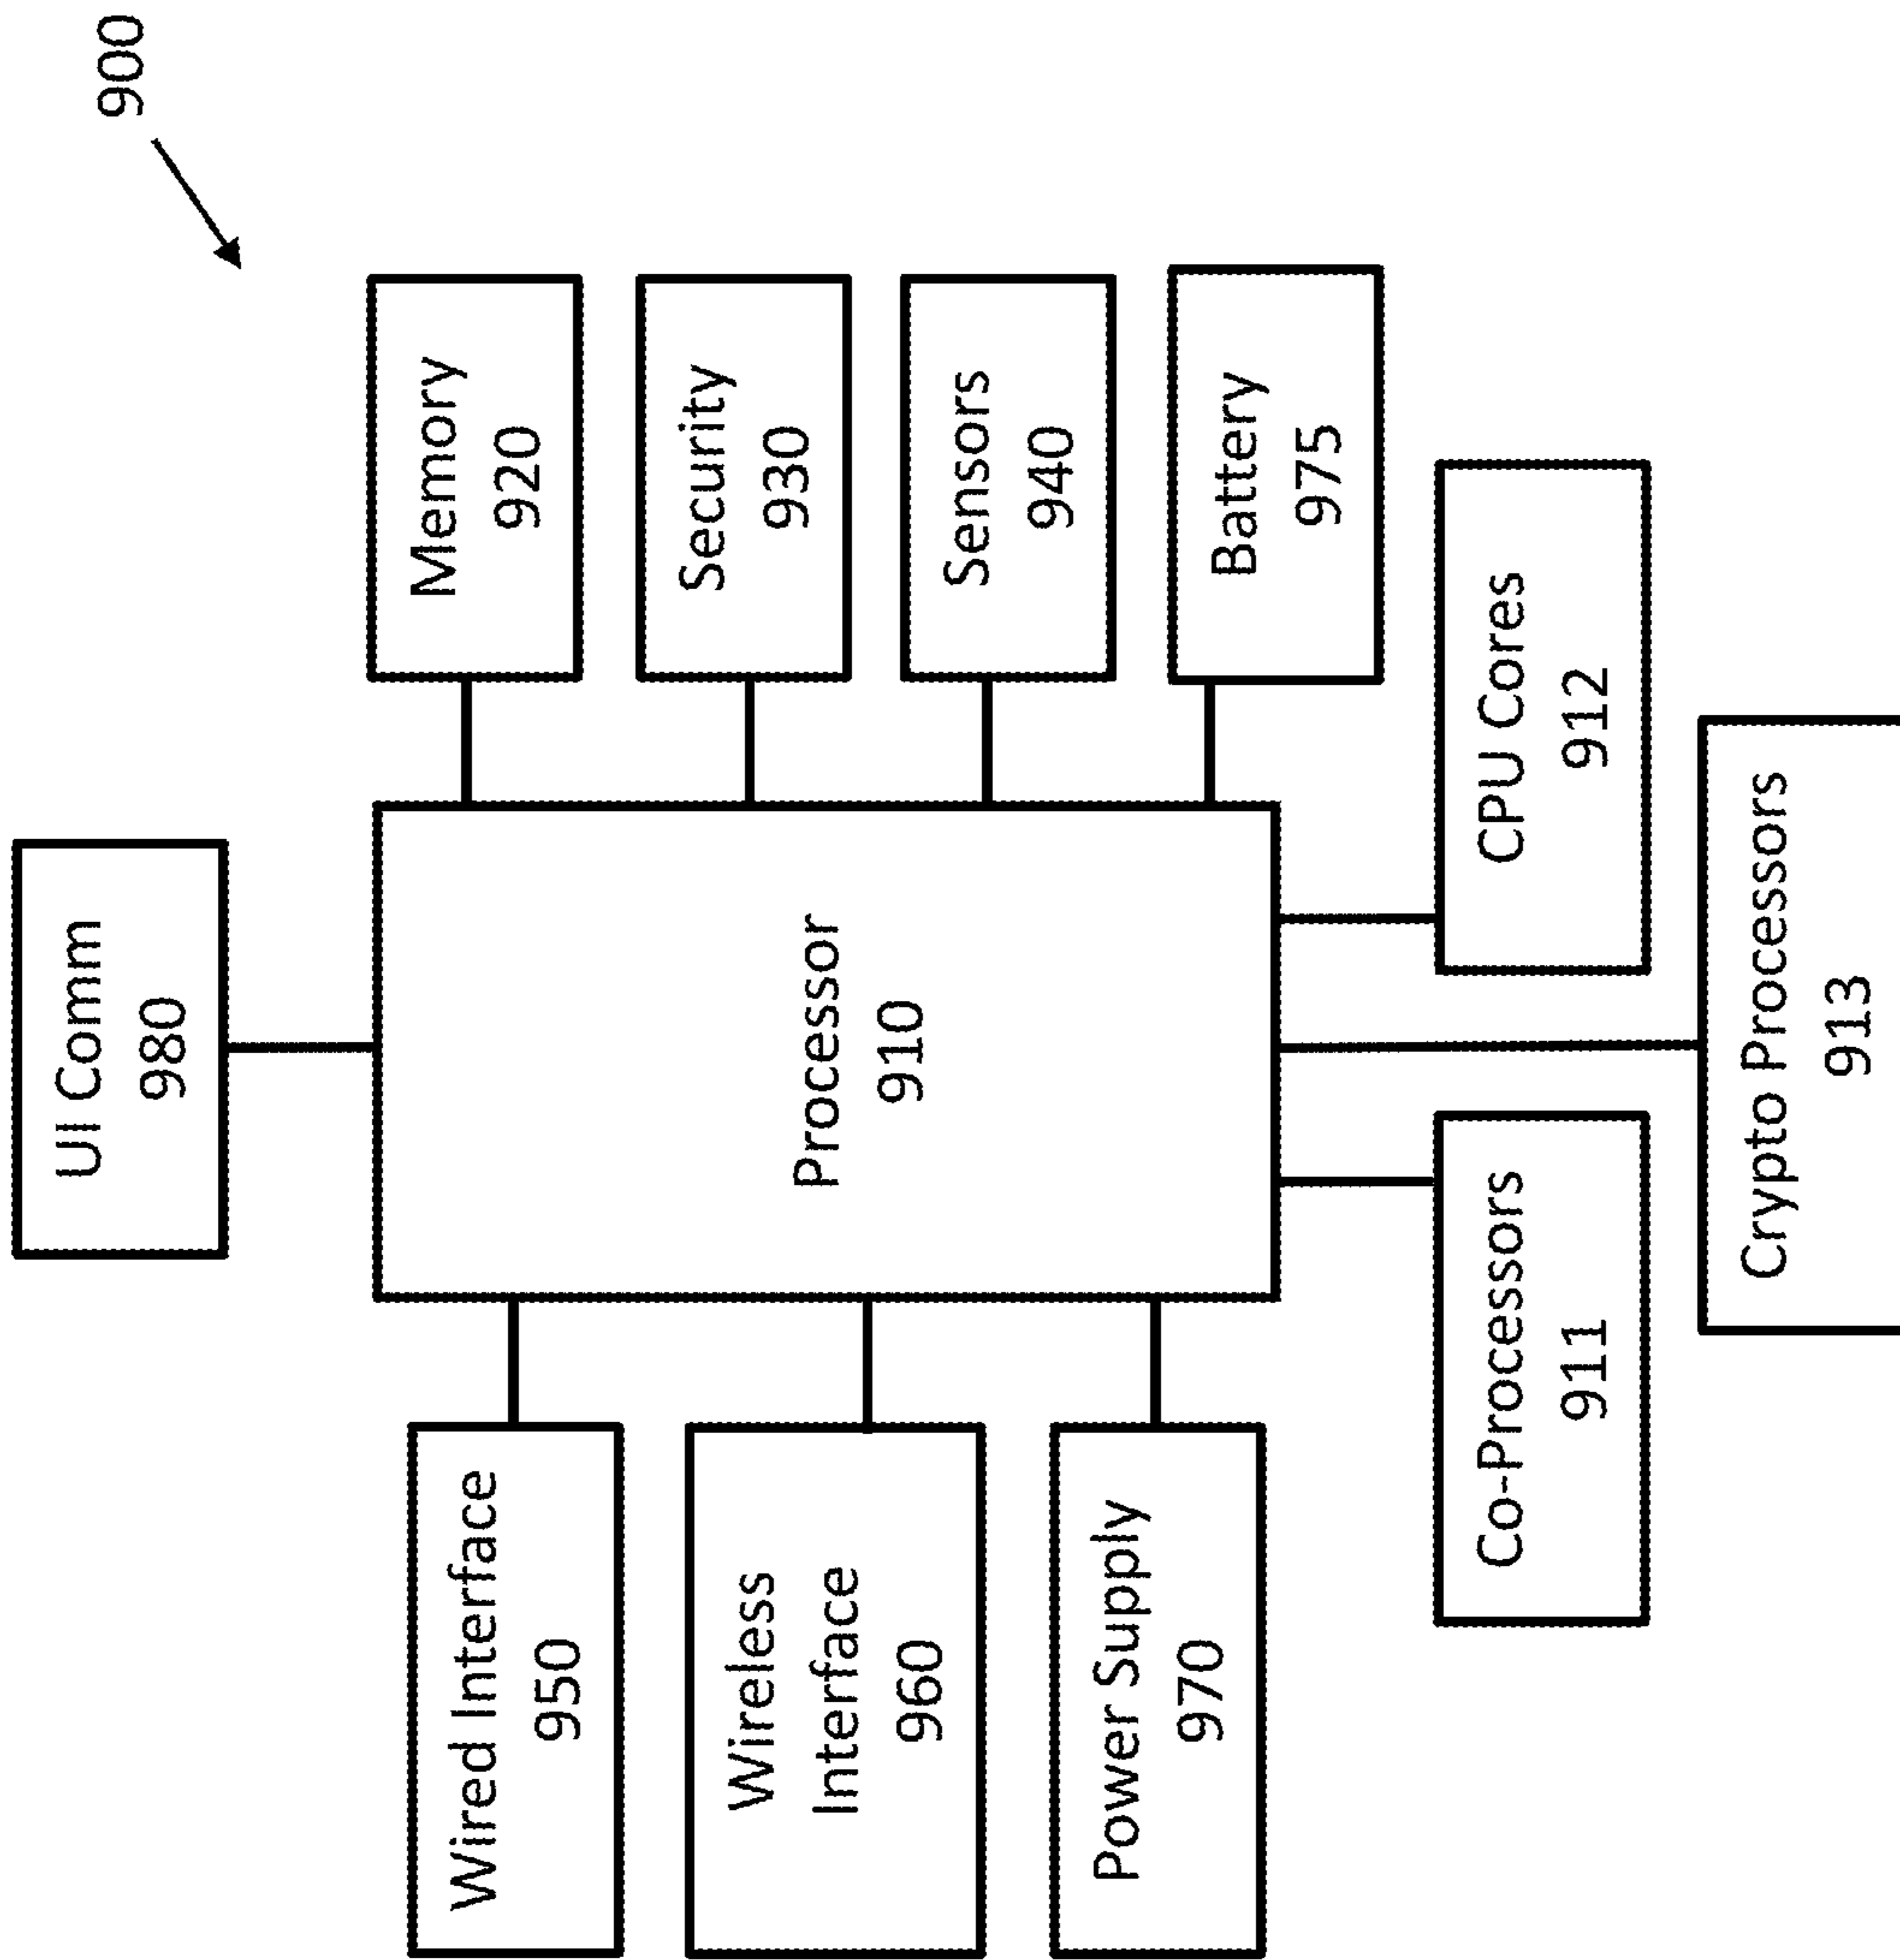 900
UI Comm
980
Wired Interface
950
Wireless
Interface
960
Power Supply
970
Processor
910
Memory
920
Security
930
Sensors
940
Battery
975
Co-Processors
911
CPU Cores
912
Crypto Processors
913